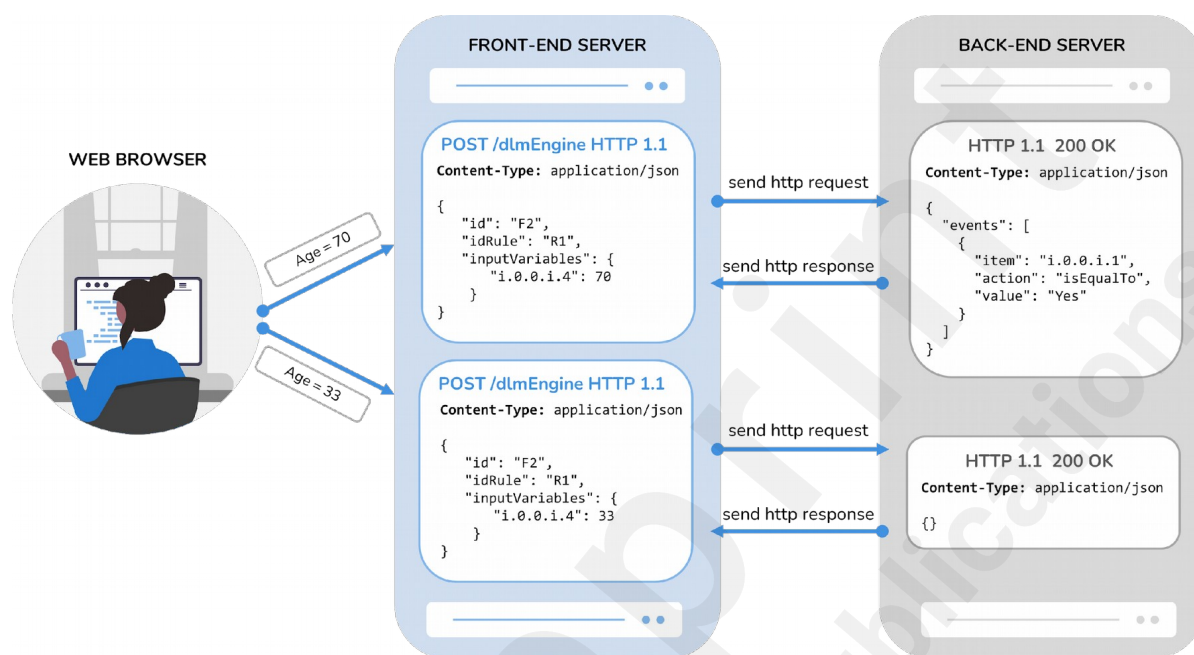 WEB BROWSER
Age = 70
Age = 33
FRONT-END SERVER
POST /dlmEngine HTTP 1.1
Content-Type: application/json
{
"id": "F2",
"idRule": "R1",
"inputVariables": {
"i.0.0.i.4": 70
}
}
POST /dlmEngine HTTP 1.1
Content-Type: application/json
{
"id": "F2",
"idRule": "R1",
"inputVariables": {
"i.0.0.i.4": 33
}
}
send http request
send http response
send http request
send http response
BACK-END SERVER
HTTP 1.1 200 OK
Content-Type: application/json
{
"events": [
{
"item": "i.0.0.i.1",
"action": "isEqualTo",
"value": "Yes"
}
]
}
HTTP 1.1 200 OK
Content-Type: application/json
{}